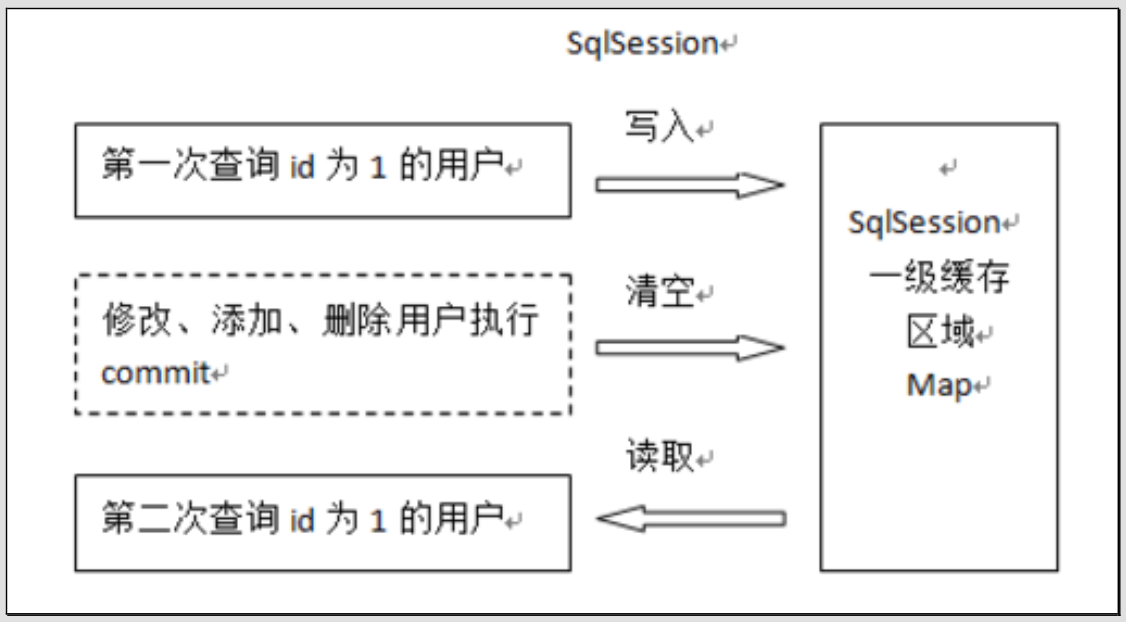 SqlSession
写入
第一次查询 id 为 1 的用户
清空
修改、添加、删除用户执行
commit
读取
第二次查询 id 为 1 的用户
SqlSession
一级缓存
区域
Map